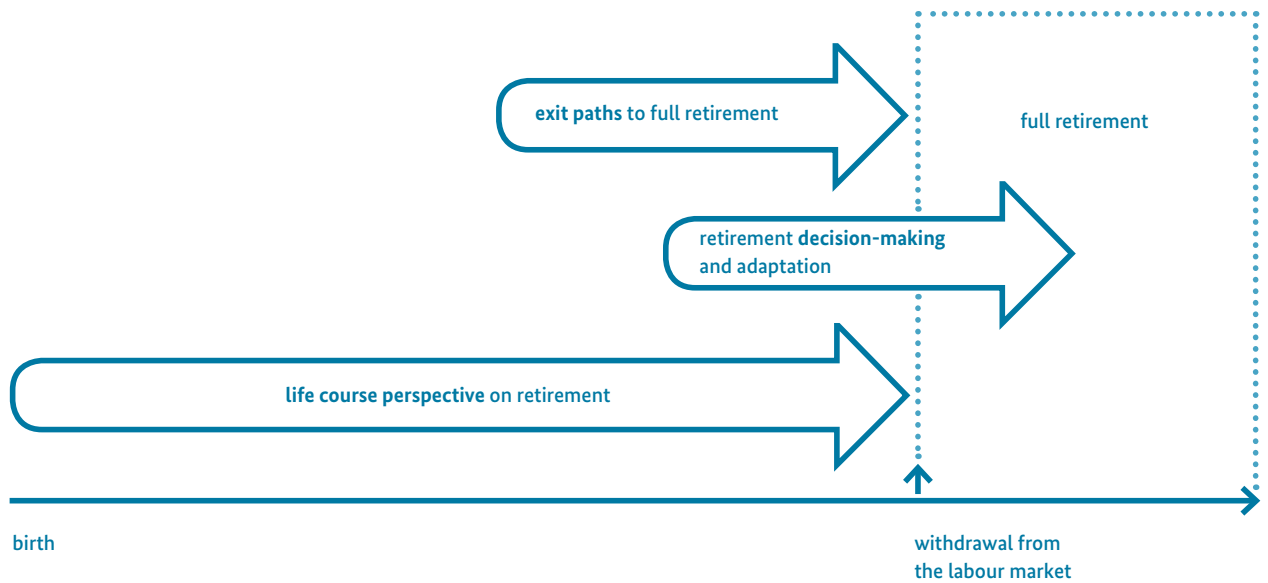 exit paths to full retirement
full retirement
retirement decision-making
and adaptation
life course perspective on retirement
birth
withdrawal from
the labour market